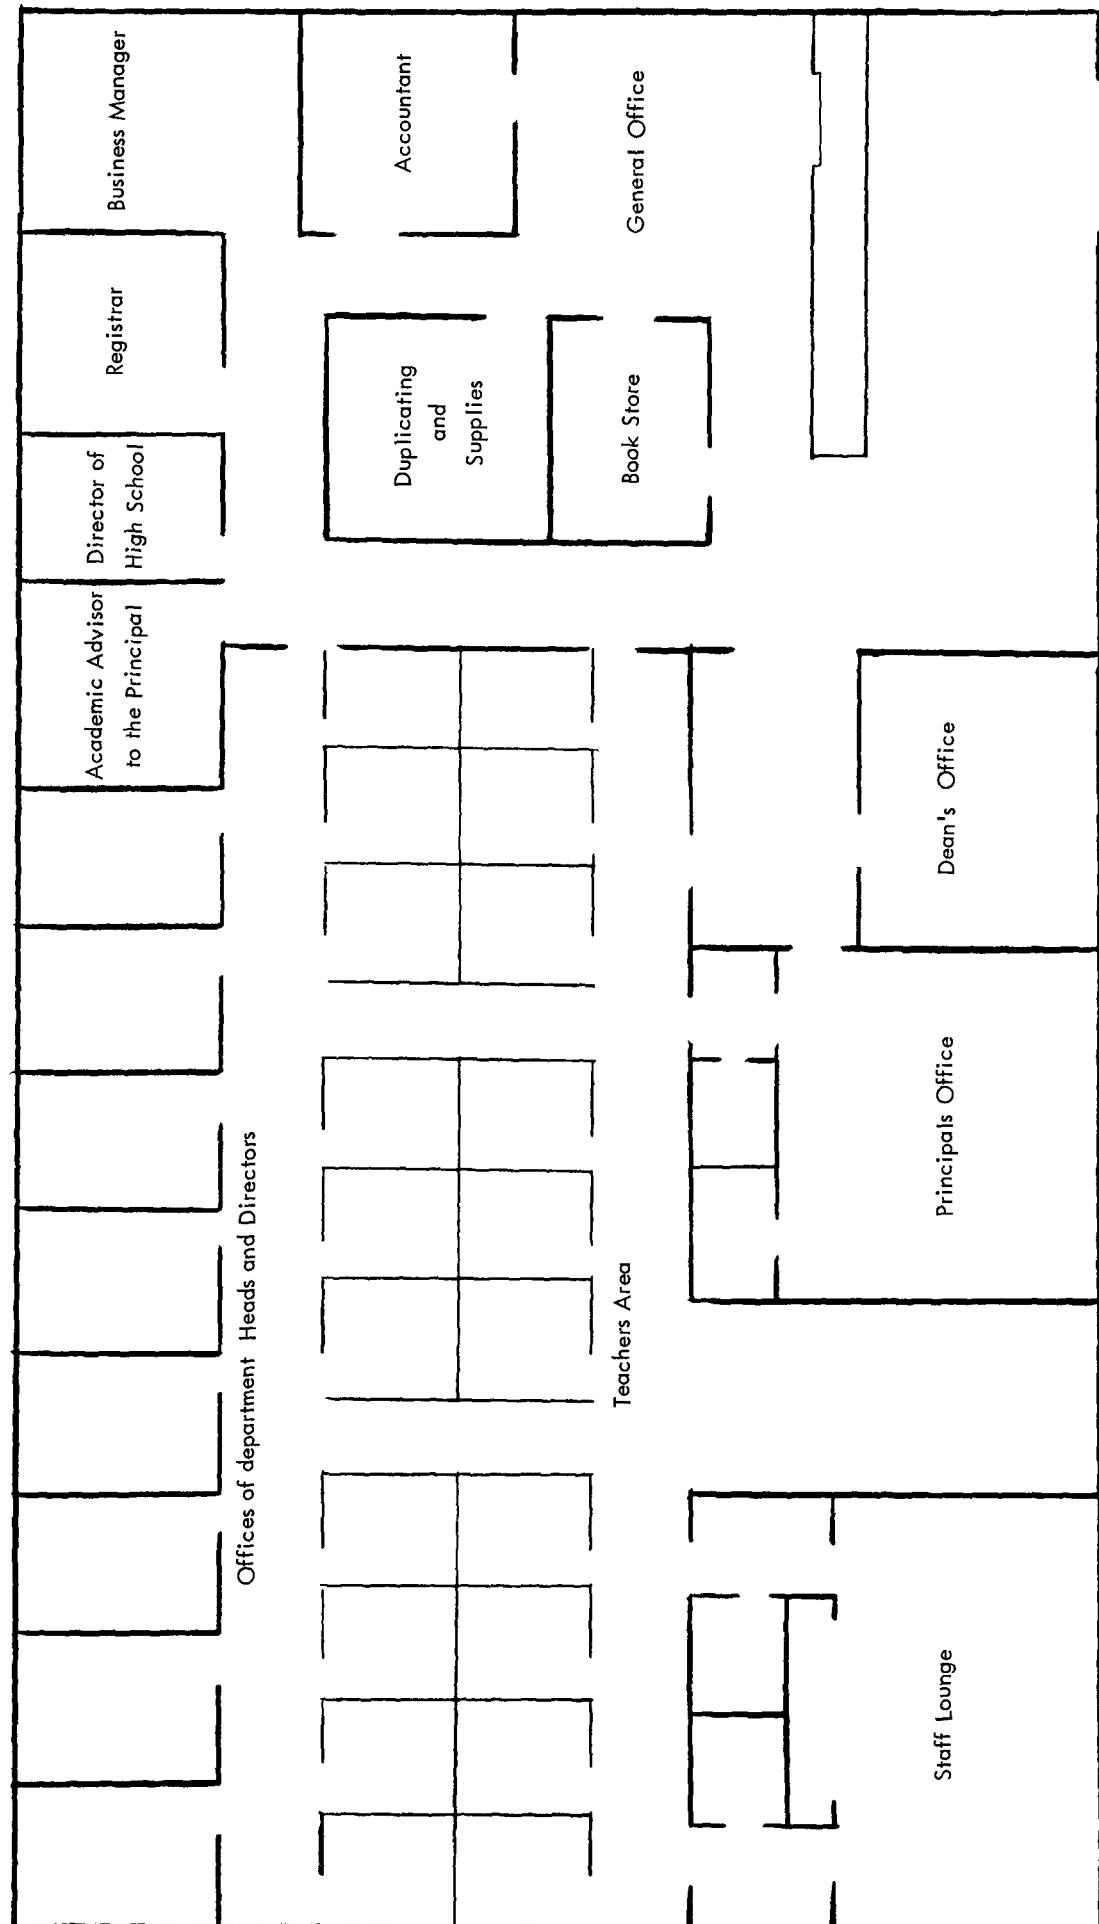 Business Manager
Registrar
Director of
High School
Academic Advisor
to the Principal
Accountant
Duplicating
and
Supplies
General Office
Book Store
Offices of department Heads and Directors
Teachers Area
Dean's Office
Principals Office
Staff Lounge